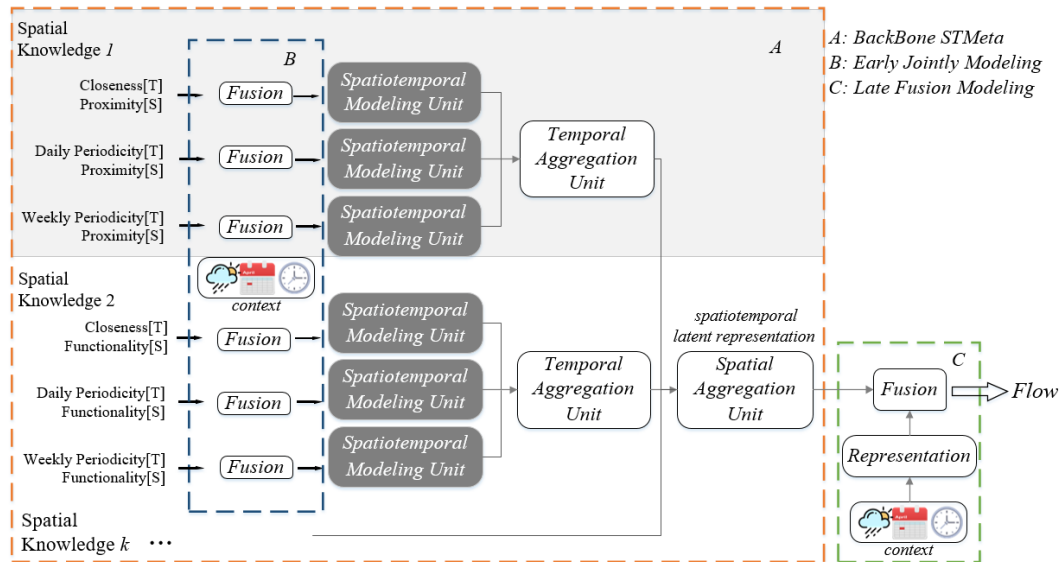 Spatial
Knowledge 1
B
A
A: BackBone STMeta
B: Early Jointly Modeling
C: Late Fusion Modeling
Closeness[T]
Proximity[S]
Fusion
Spatiotemporal
Modeling Unit
Daily Periodicity[T]
Proximity[S]
Fusion
Spatiotemporal
Modeling Unit
Temporal
Aggregation
Unit
Weekly Periodicity[T]
Proximity[S]
Fusion
Spatiotemporal
Modeling Unit
Spatial
Knowledge 2
April
context
Closeness[T]
Functionality[S]
Fusion
Spatiotemporal
Modeling Unit
Daily Periodicity[T]
Functionality[S]
Fusion
Spatiotemporal
Modeling Unit
Temporal
Aggregation
Unit
spatiotemporal
latent representation
Spatial
Aggregation
Unit
C
Fusion
Flow
Weekly Periodicity[T]
Functionality[S]
Fusion
Spatiotemporal
Modeling Unit
Representation
April
context
Spatial
Knowledge k ...